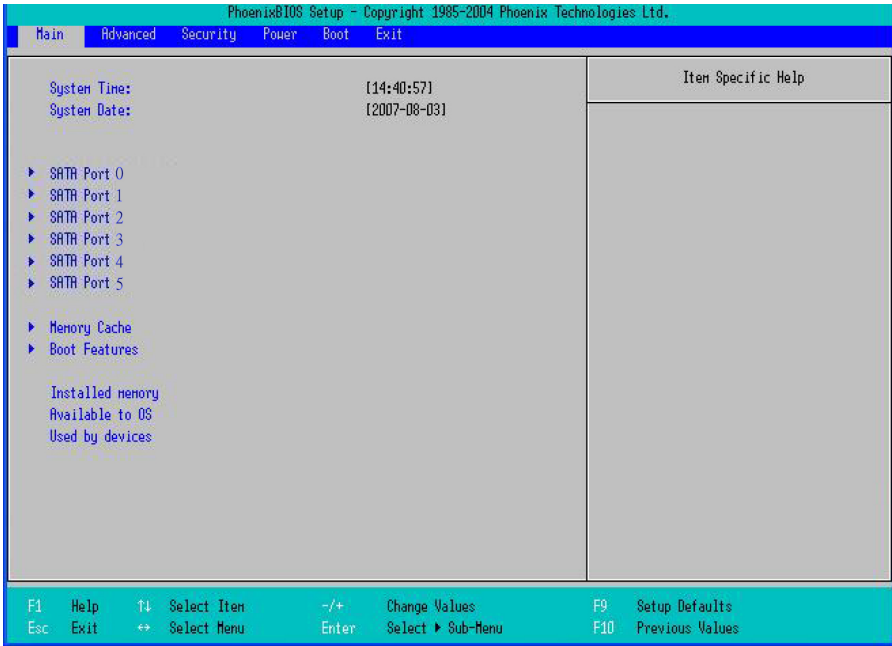 PhoenixBIOS Setup - Copyright 1985-2004 Phoenix Technologies Ltd.
Main Advanced Security Power Boot Exit
Item Specific Help
System Time: [14:40:57]
System Date: [2007-08-03]
SATA Port 0
SATA Port 1
SATA Port 2
SATA Port 3
SATA Port 4
SATA Port 5
Memory Cache
Boot Features
Installed memory
Available to OS
Used by devices
F1 Help ↑↓ Select Item -/+ Change Values F9 Setup Defaults
Esc Exit ↔ Select Menu Enter Select ▶ Sub-Menu F10 Previous Values